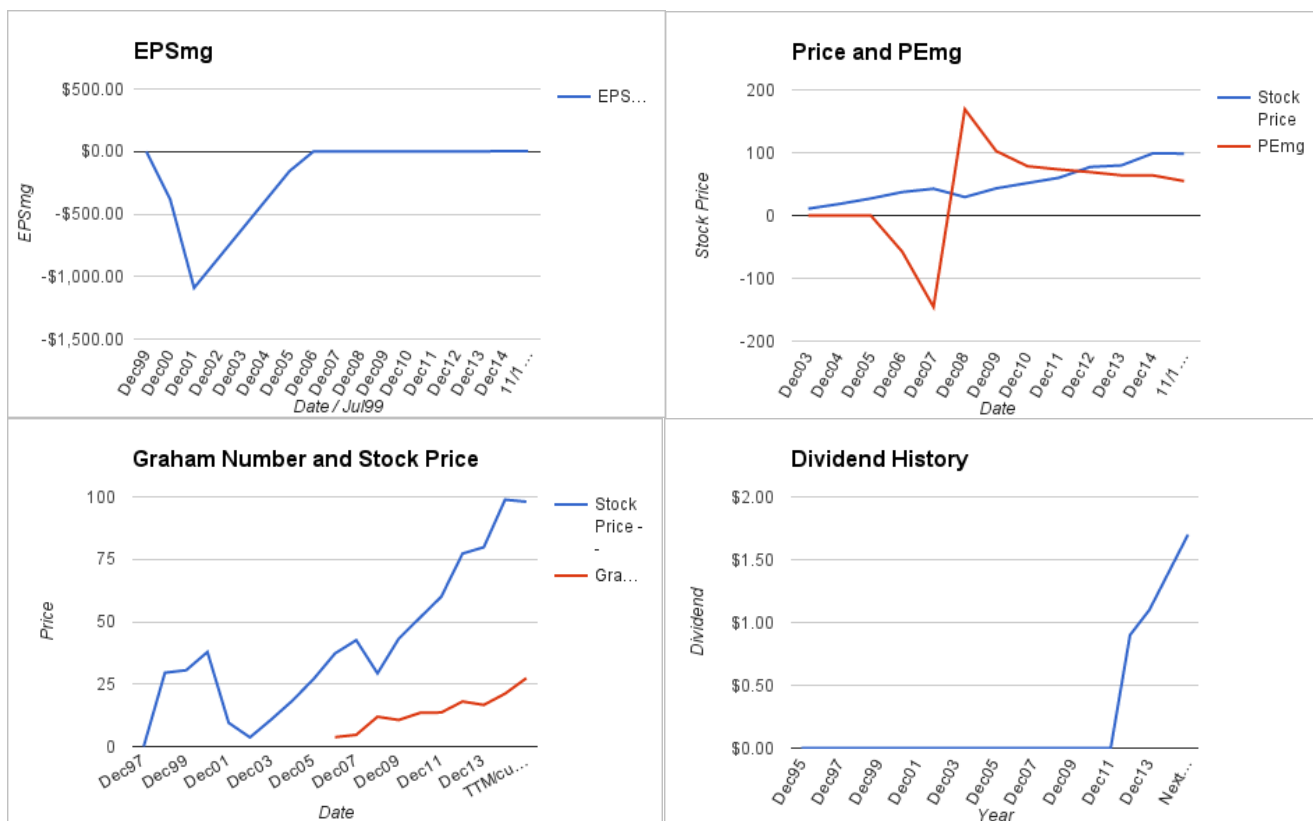 EPSmg
$500.00
$0.00
-$500.00
-$1,000.00
-$1,500.00
EPSmg
EPS...
Dec99
Dec00
Dec01
Dec02
Dec03
Dec04
Dec05
Dec06
Dec07
Dec08
Dec09
Dec10
Dec11
Dec12
Dec13
Dec14
11/1...
Date / Jul99
Price and PEmg
200
100
0
-100
-200
Stock Price
Stock
Price
PEmg
Dec03
Dec04
Dec05
Dec06
Dec07
Dec08
Dec09
Dec10
Dec11
Dec12
Dec13
Dec14
11/1...
Date
Graham Number and Stock Price
100
75
50
25
0
Price
Stock
Price -
-
Gra...
Dec97
Dec99
Dec01
Dec03
Dec05
Dec07
Dec09
Dec11
Dec13
TTM/cu...
Date
Dividend History
$2.00
$1.50
$1.00
$0.50
$0.00
Dividend
Dec95
Dec97
Dec99
Dec01
Dec03
Dec05
Dec07
Dec09
Dec11
Dec13
Next...
Year